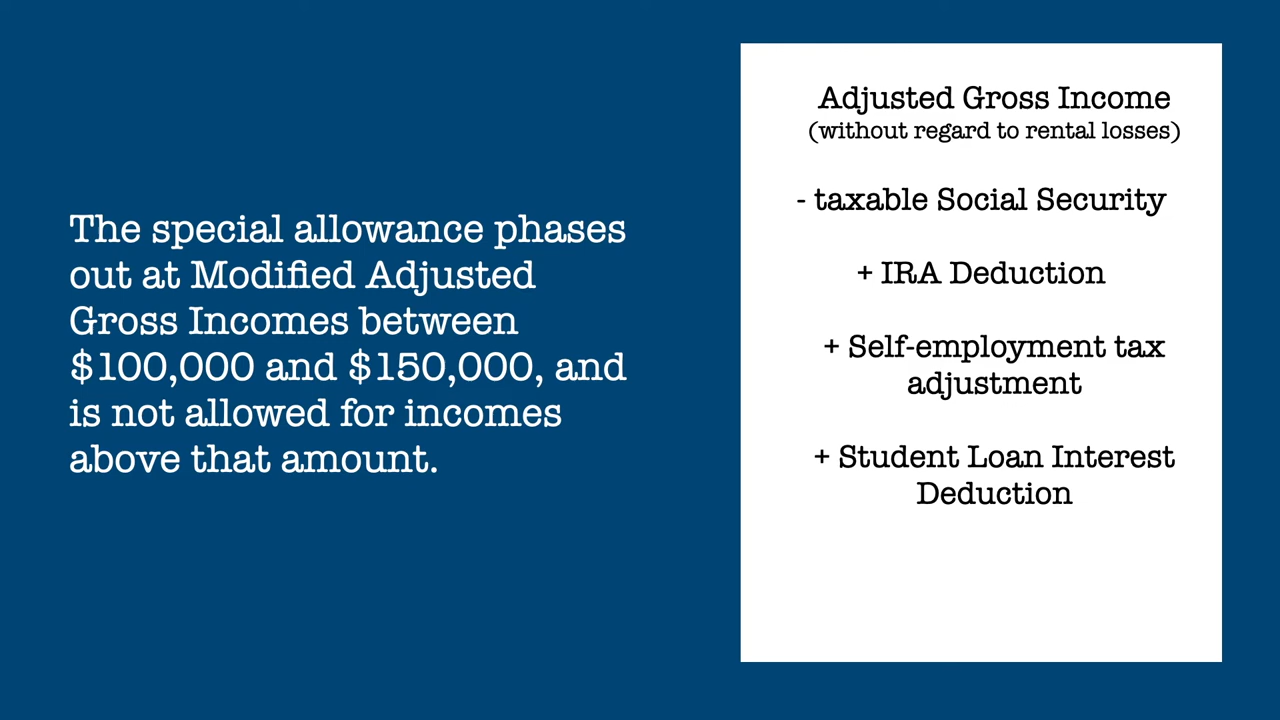 The special allowance phases
out at Modified Adjusted
Gross Incomes between
$100,000 and $150,000, and
is not allowed for incomes
above that amount.
Adjusted Gross Income
(without regard to rental losses)
- taxable Social Security
+ IRA Deduction
+ Self-employment tax
adjustment
+ Student Loan Interest
Deduction